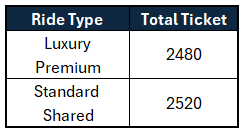 Ride Type Total Ticket
Luxury
Premium 2480
Standard
Shared 2520